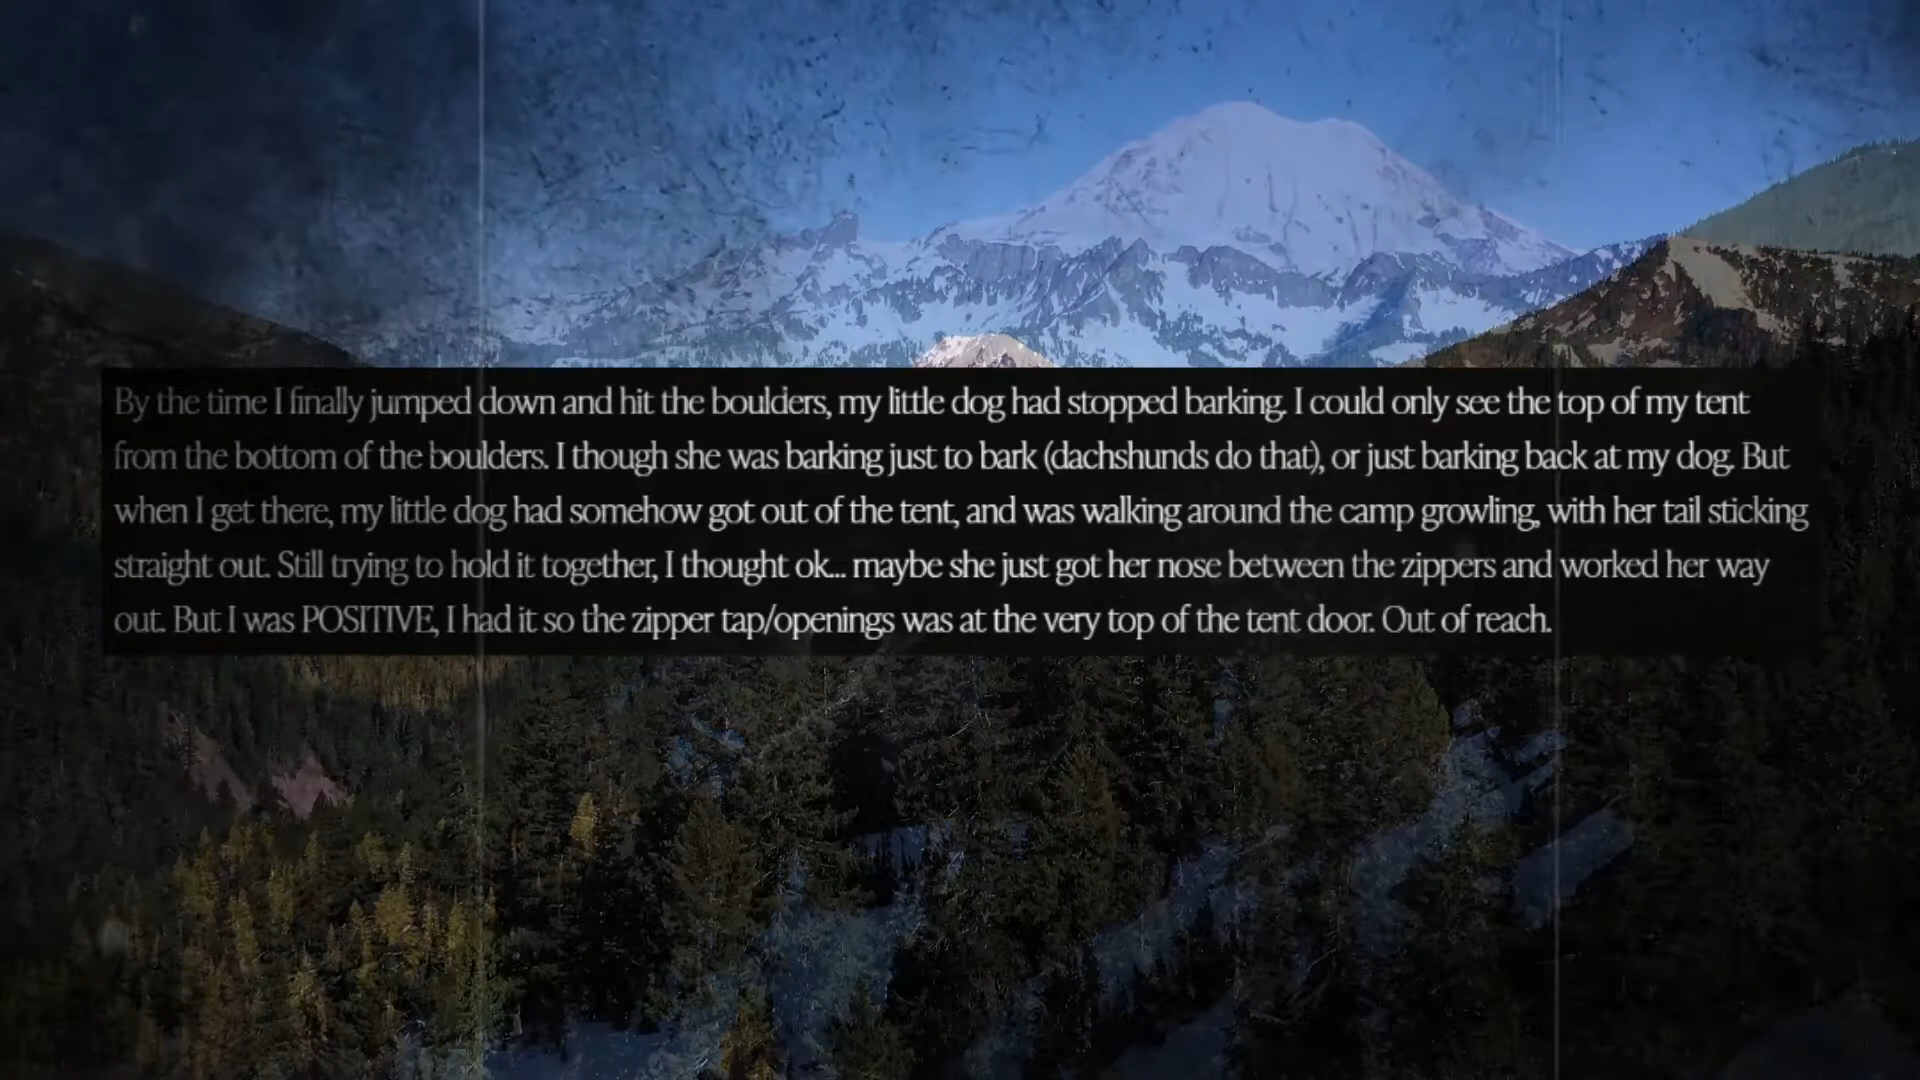 By the time I finally jumped down and hit the boulders, my little dog had stopped barking. I could only see the top of my tent
from the bottom of the boulders. I though she was barking just to bark (dachshunds do that), or just barking back at my dog. But
when I get there, my little dog had somehow got out of the tent, and was walking around the camp growling, with her tail sticking
straight out. Still trying to hold it together, I thought ok... maybe she just got her nose between the zippers and worked her way
out. But I was POSITIVE, I had it so the zipper tap/openings was at the very top of the tent door. Out of reach.